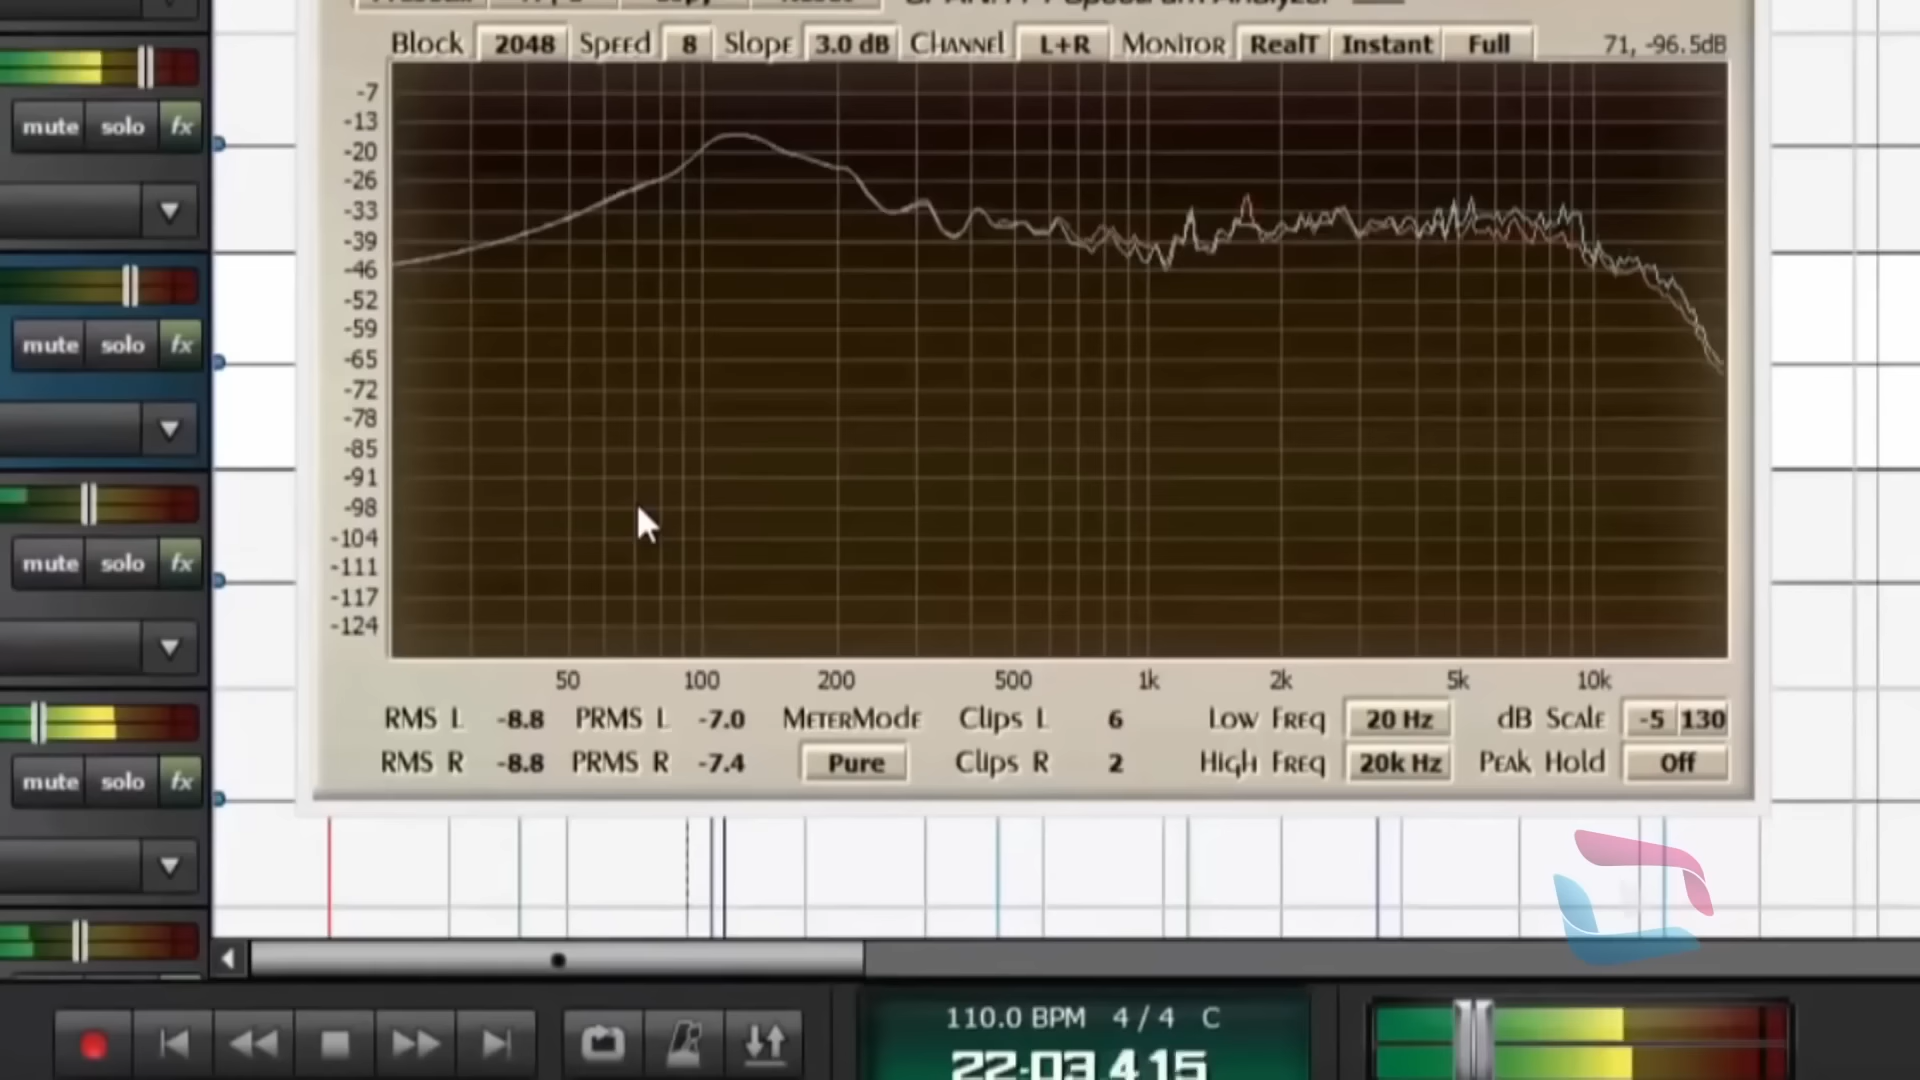 Block 2048 Speed 8 Slope 3.0 dB Channel L+R Monitor RealT Instant Full 71, -96.5dB
-7
-13
-20
-26
-33
-39
-46
-52
-59
-65
-72
-78
-85
-91
-98
-104
-111
-117
-124
50 100 200 500 1k 2k 5k 10k
RMS L -8.8 PRMS L -7.0 MeterMode Clips L 6 Low Freq 20 Hz dB Scale -5 130
RMS R -8.8 PRMS R -7.4 Pure Clips R 2 High Freq 20k Hz Peak Hold Off
mute solo fx
mute solo fx
mute solo fx
mute solo fx
110.0 BPM 4/4 C
22:03.415